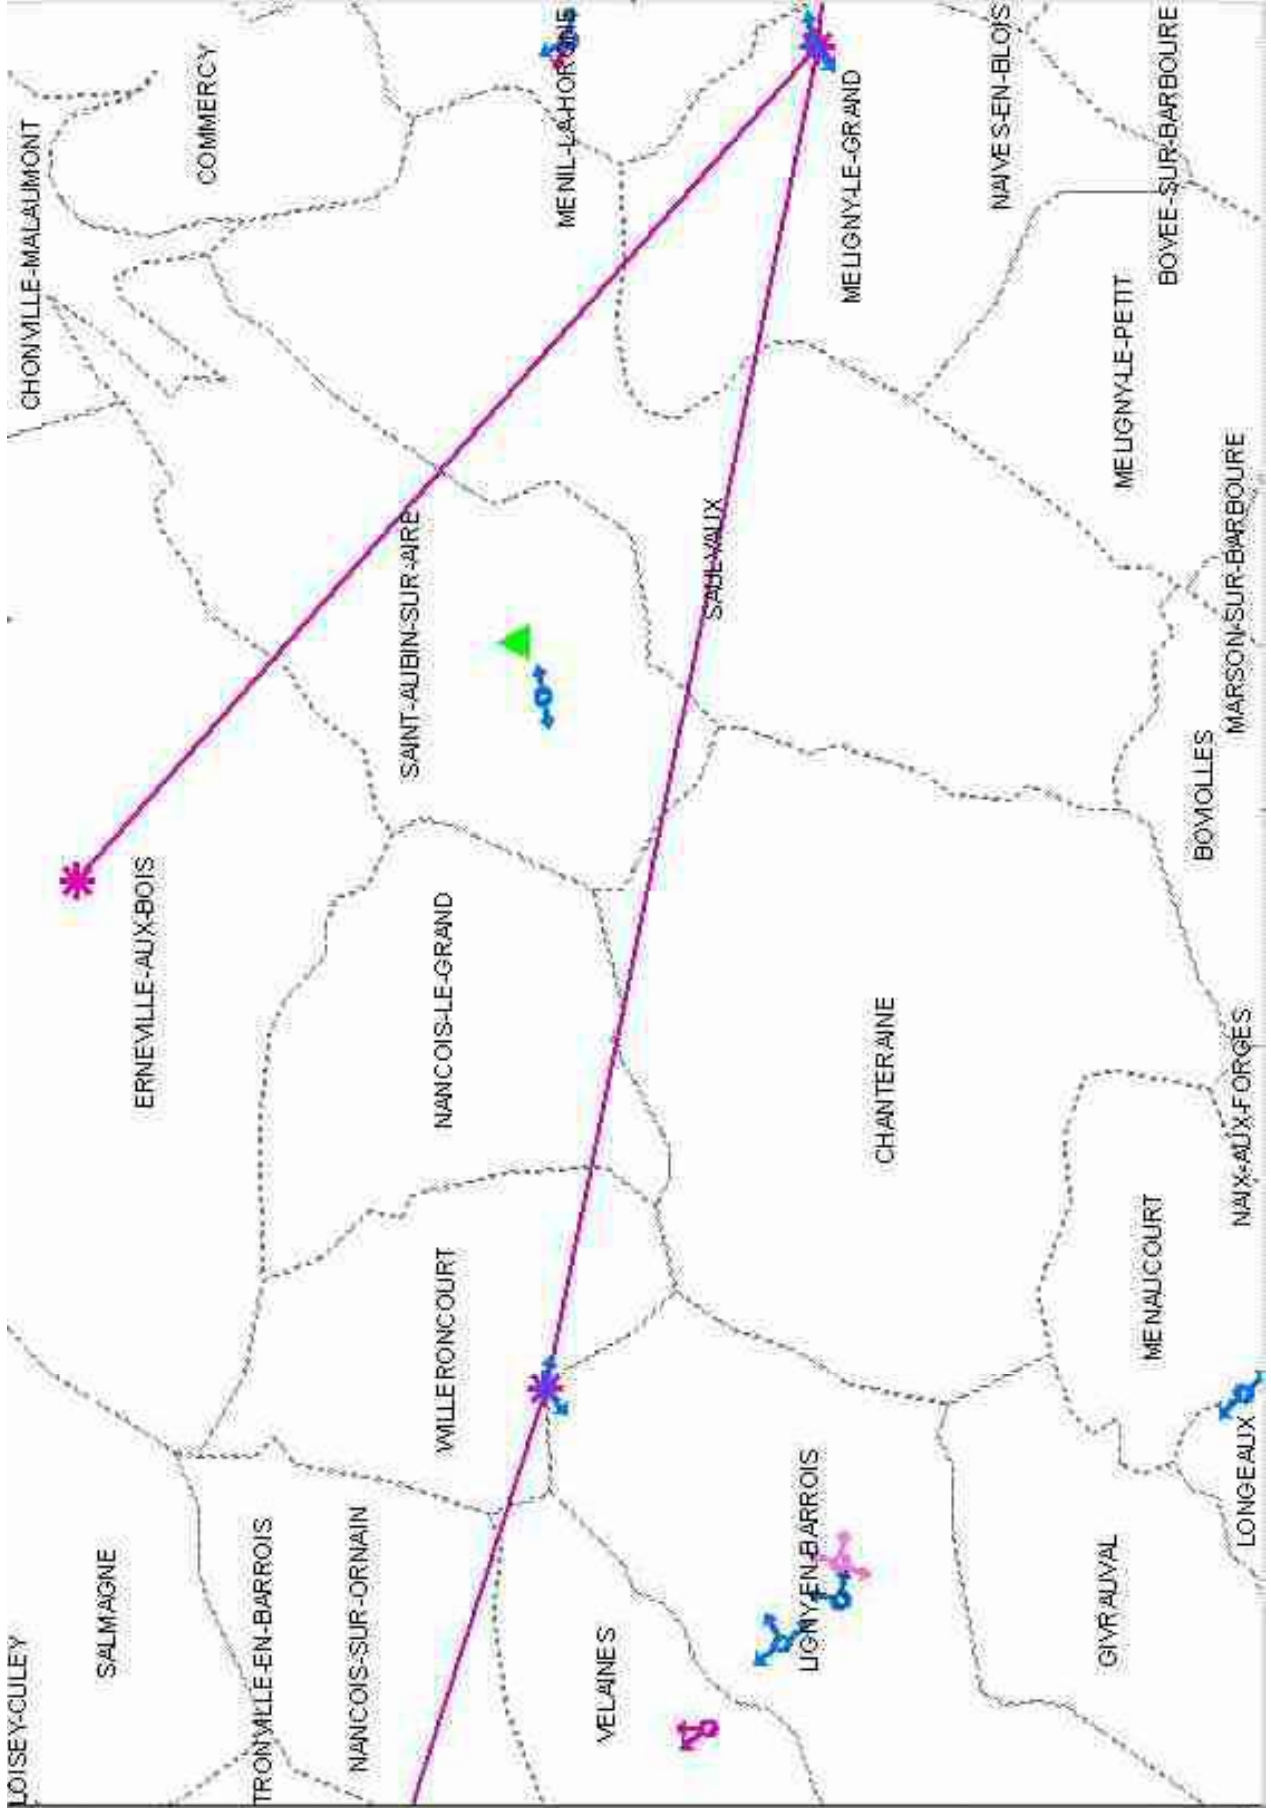 LOISEY-CULEY
SALMAGNE
TRONVILLE-EN-BARROIS
NANCOIS-SUR-ORNAIN
VELAINES
LIGNY-EN-BARROIS
GIVRAUVAL
LONGEAUX
WILLERONCOURT
MENAUCOURT
ERNEVILLE-AUX-BOIS
NANCOIS-LE-GRAND
CHANTERAINE
NAIX-AUX-FORGES
SAINT-AUBIN-SUR-AIRE
SAULVAUX
BOVIOLLES
MARSON-SUR-BARBOURE
CHONVILLE-MALAUMONT
COMMERCY
MENIL-LA-HORGNE
MELIGNY-LE-GRAND
NAIVES-EN-BLOIS
MELIGNY-LE-PETIT
BOVEE-SUR-BARBOURE